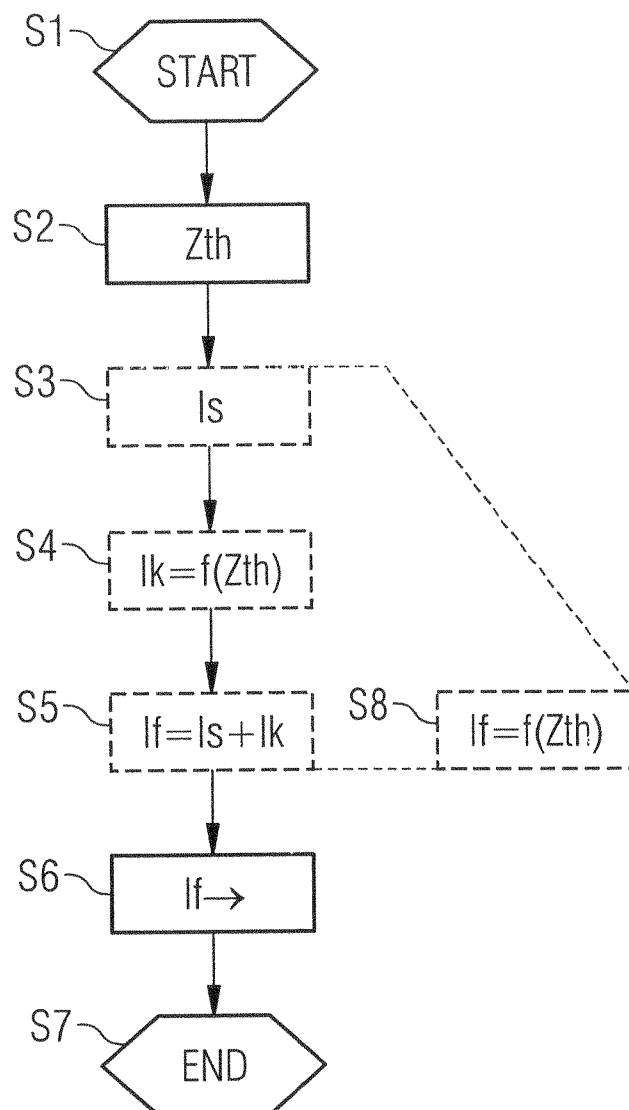 S1 START
S2 Zth
S3 Is
S4 Ik=f(Zth)
S5 If=Is+Ik
S8 If=f(Zth)
S6 If→
S7 END